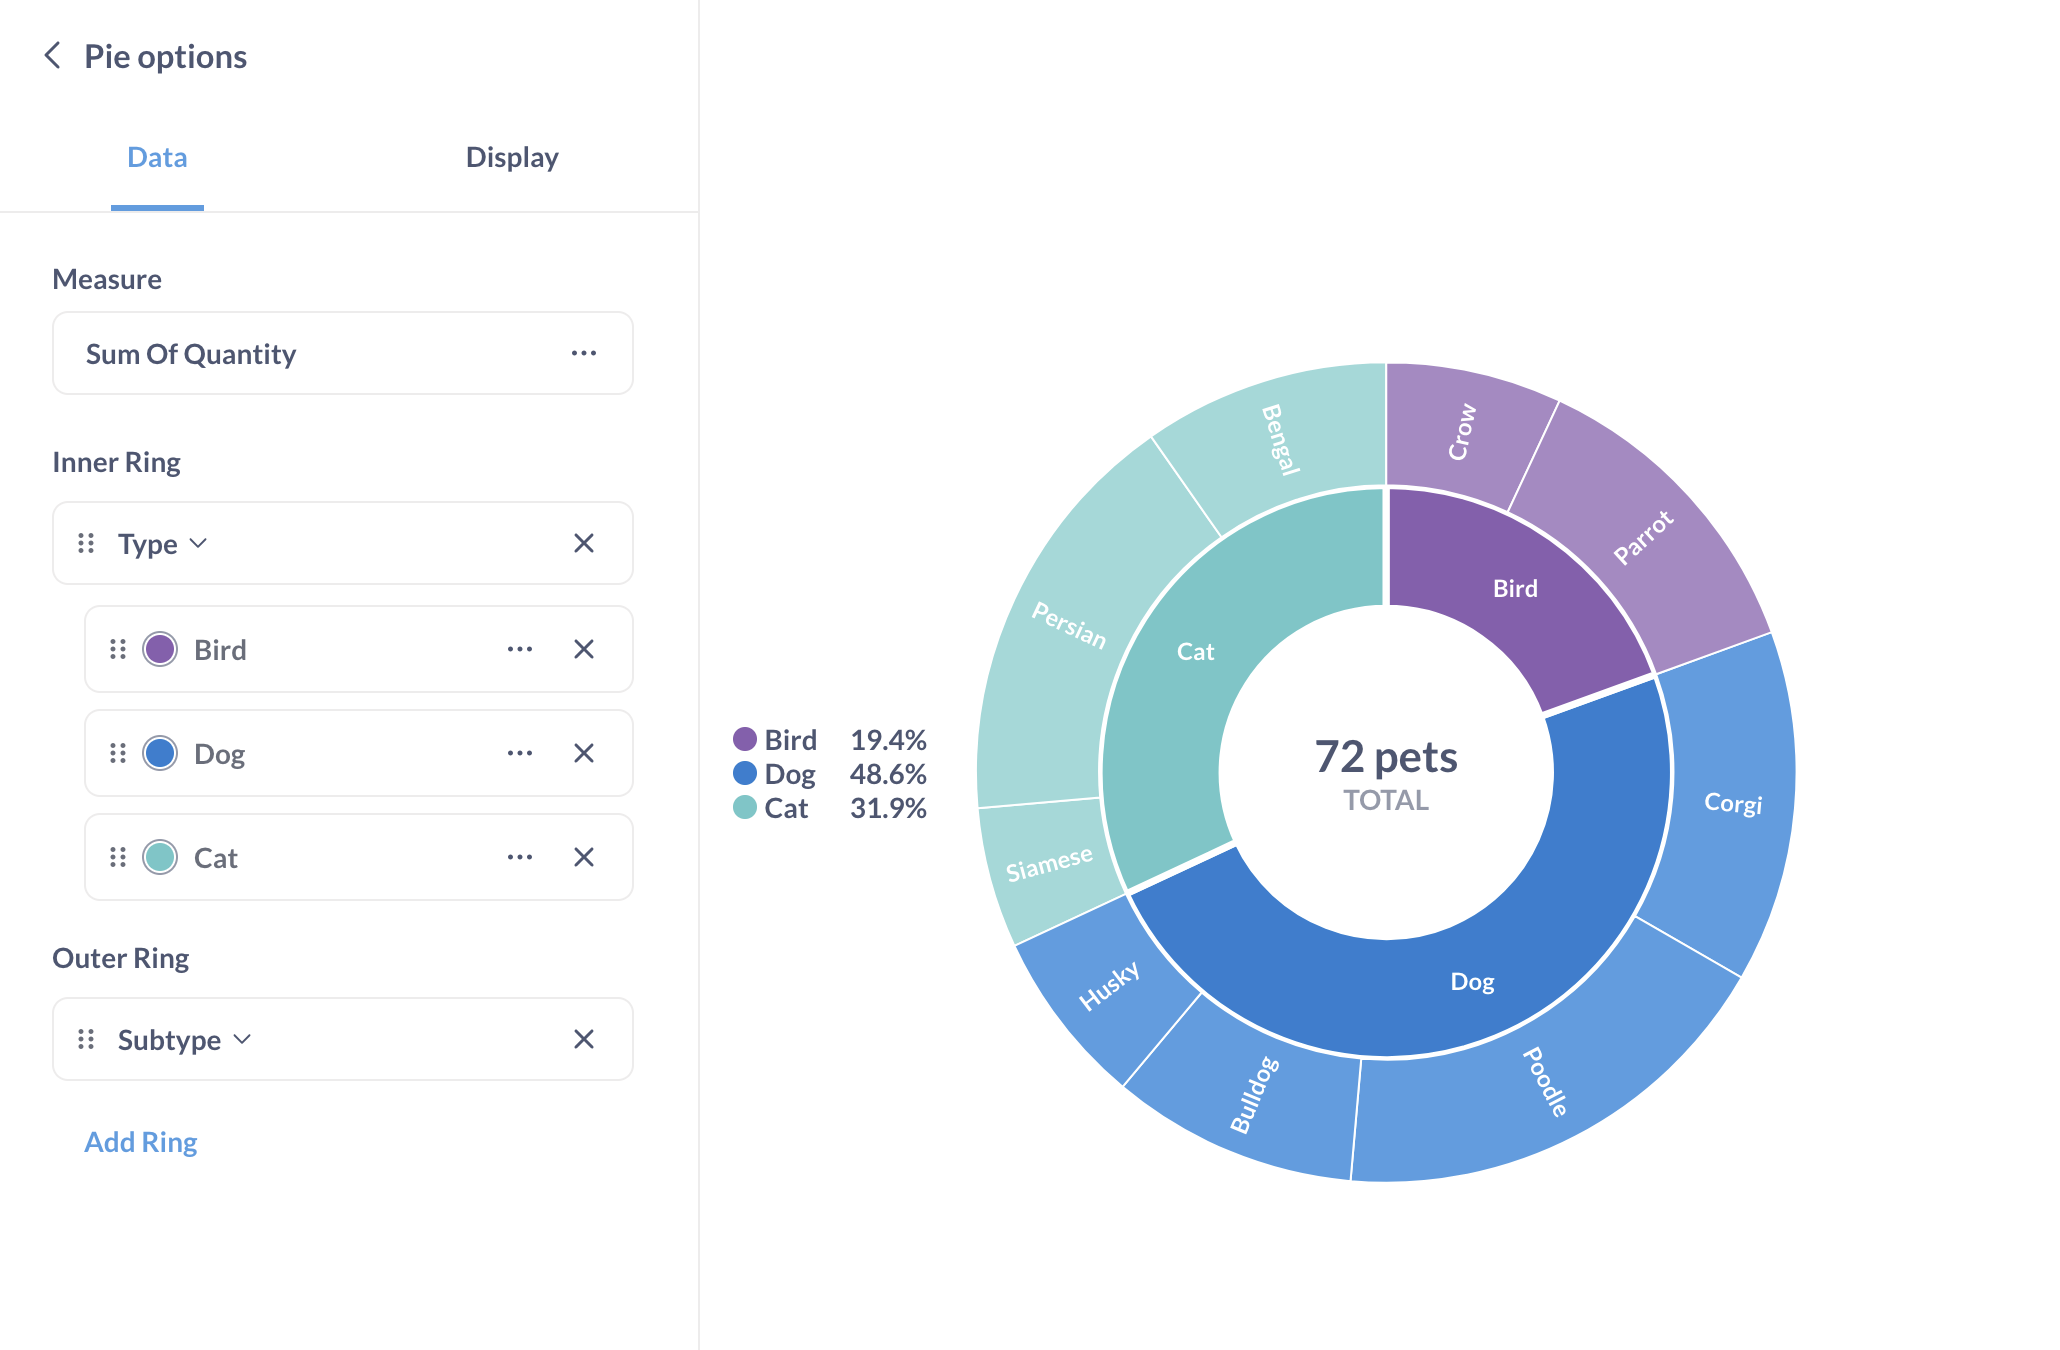 Pie options
Data Display
Measure
Sum Of Quantity
Inner Ring
Type
Bird
Dog
Cat
Outer Ring
Subtype
Add Ring
Bird 19.4%
Dog 48.6%
Cat 31.9%
72 pets
TOTAL
Bird
Dog
Cat
Crow
Parrot
Corgi
Poodle
Bulldog
Husky
Siamese
Persian
Bengal